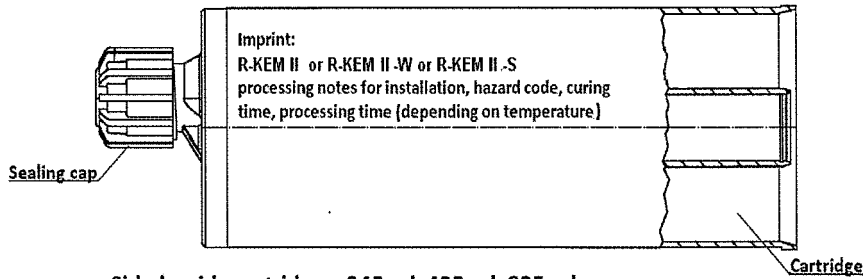 Imprint:
R-KEM II or R-KEM II -W or R-KEM II -S
processing notes for installation, hazard code, curing
time, processing time (depending on temperature)
Sealing cap
Cartridge